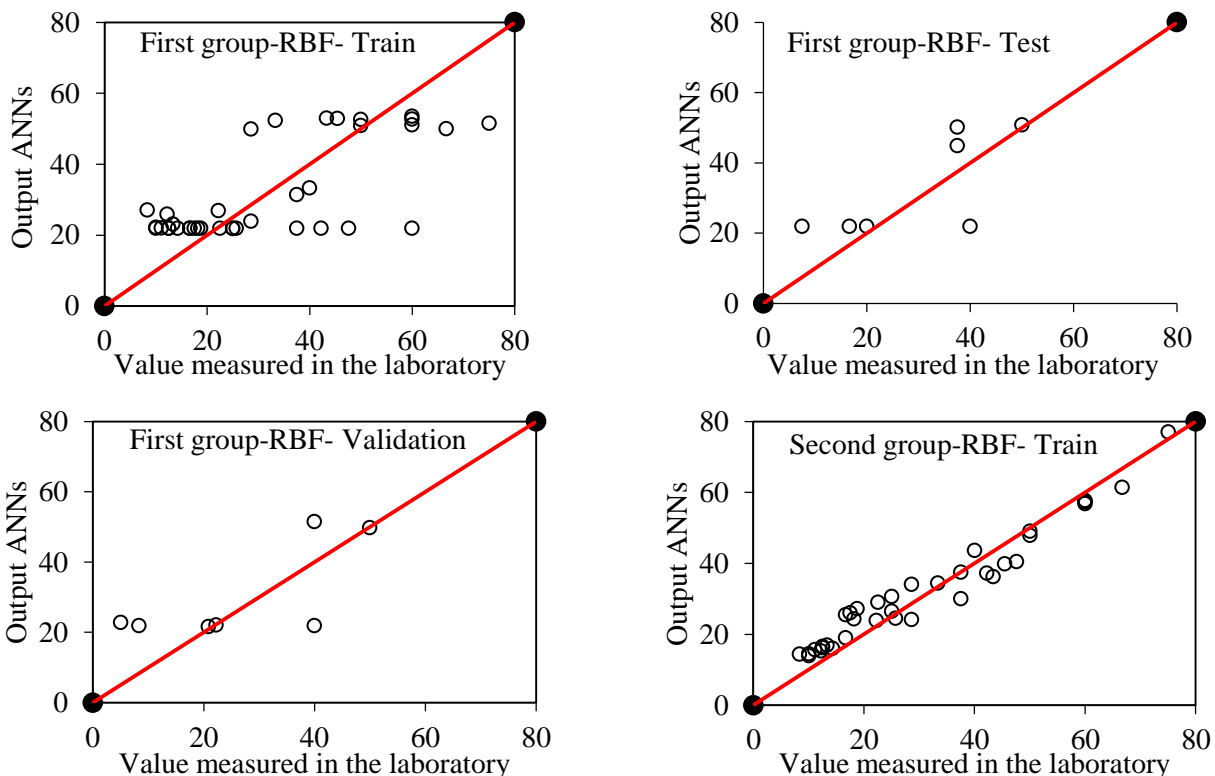 First group-RBF- Train
Output ANNs
80
60
40
20
0
0 20 40 60 80
Value measured in the laboratory
First group-RBF- Test
Output ANNs
80
60
40
20
0
0 20 40 60 80
Value measured in the laboratory
First group-RBF- Validation
Output ANNs
80
60
40
20
0
0 20 40 60 80
Value measured in the laboratory
Second group-RBF- Train
Output ANNs
80
60
40
20
0
0 20 40 60 80
Value measured in the laboratory